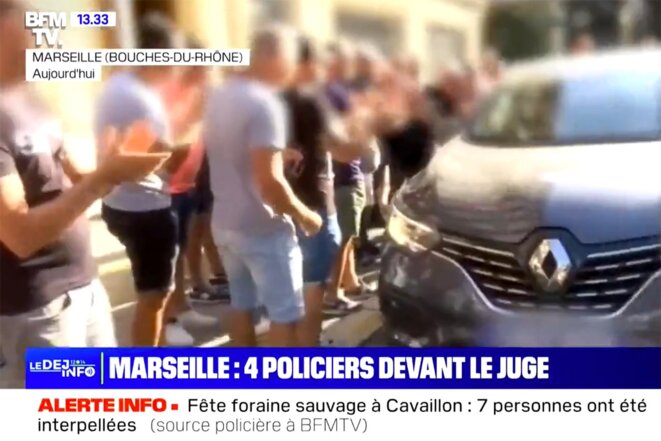 BFM
TV.
13.33
MARSEILLE (BOUCHES-DU-RHÔNE)
Aujourd'hui
LE DEJ
INFO
MARSEILLE : 4 POLICIERS DEVANT LE JUGE
ALERTE INFO Fête foraine sauvage à Cavaillon : 7 personnes ont été
interpellées (source policière à BFMTV)